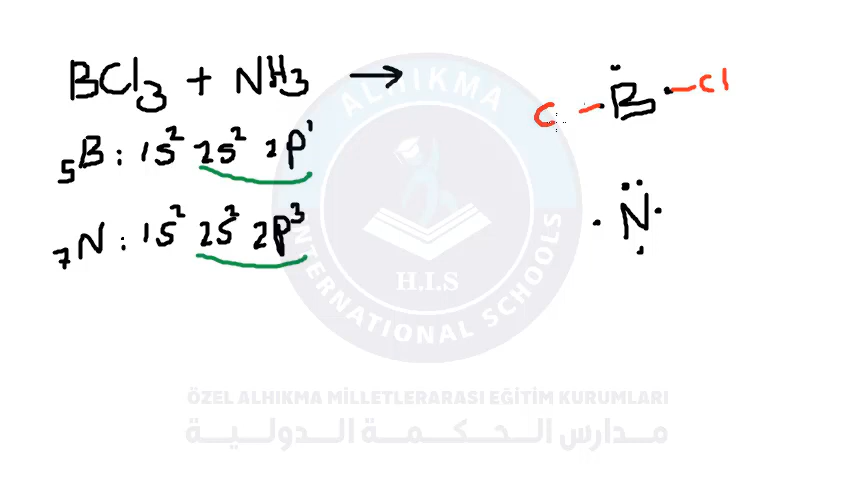 BCl3 + NH3 →
5B : 1s² 2s² 2p¹
7N : 1s² 2s² 2p³
C - B - Cl
N
ALHIKMA
INTERNATIONAL SCHOOLS
H.I.S
ÖZEL ALHIKMA MİLLETLERARASI EĞİTİM KURUMLARI
مدارس الحكمة الدولية